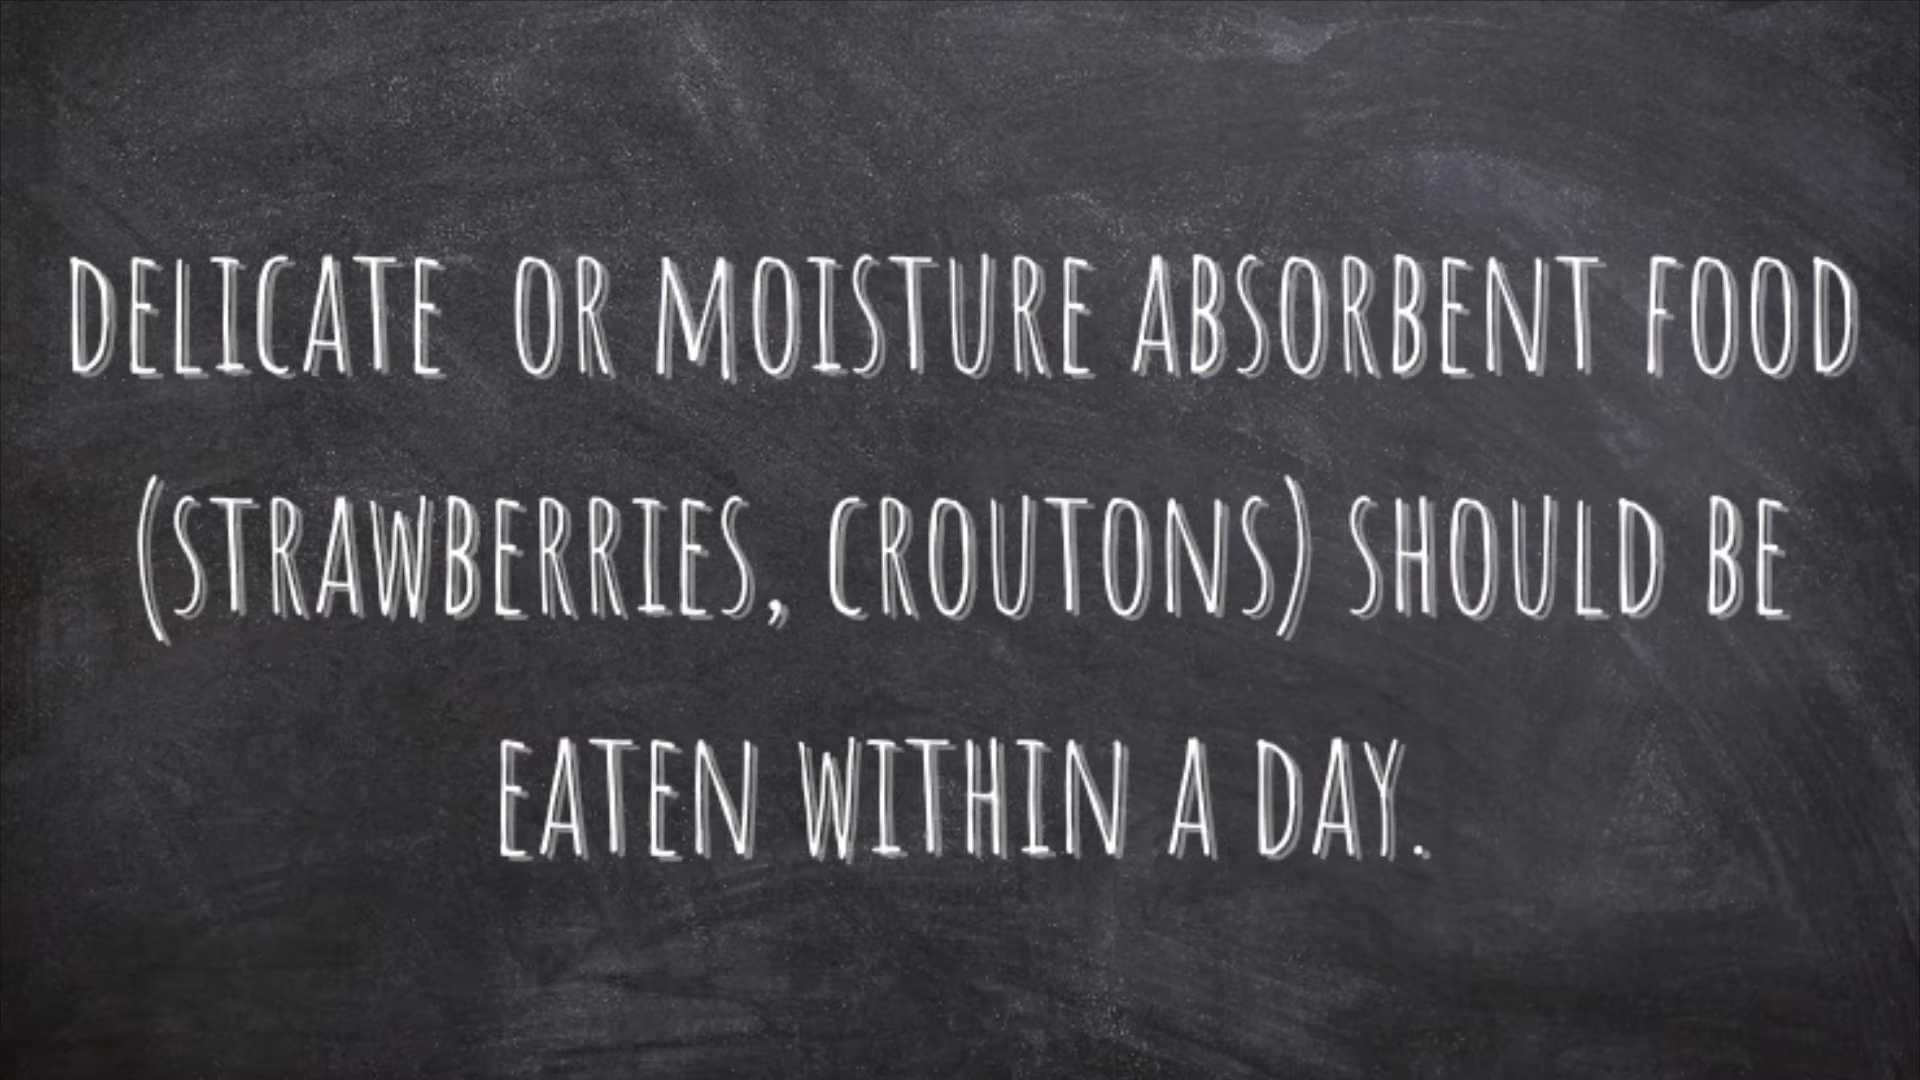 DELICATE OR MOISTURE ABSORBENT FOOD
(STRAWBERRIES, CROUTONS) SHOULD BE
EATEN WITHIN A DAY.